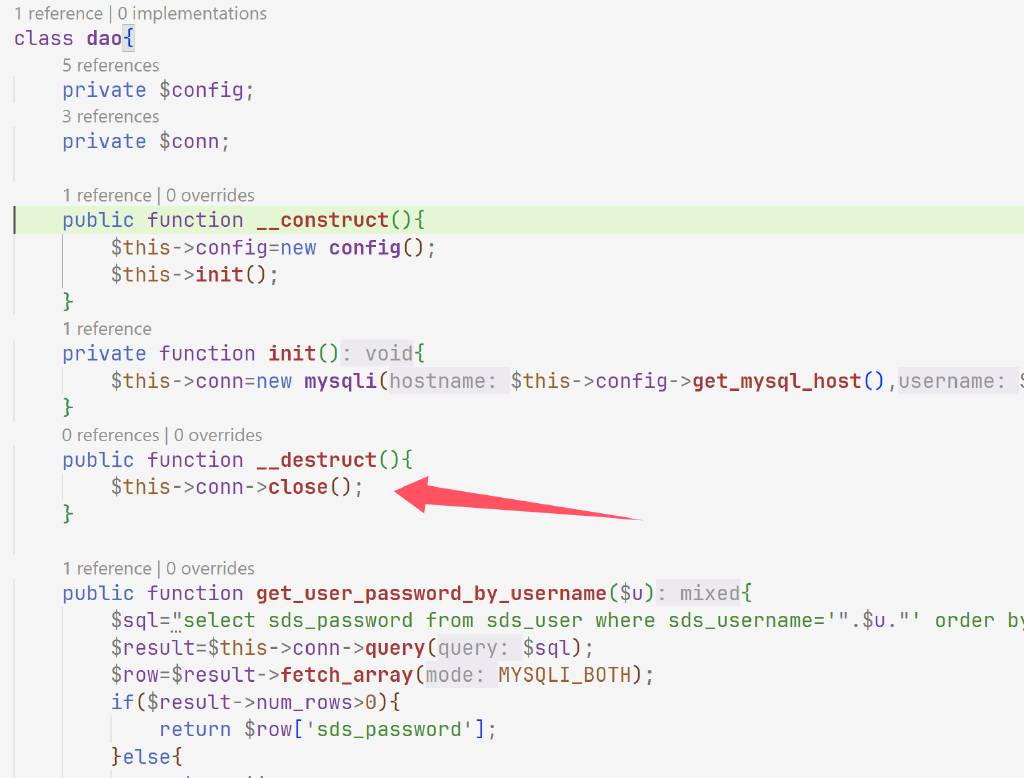 1 reference | 0 implementations
class dao{
5 references
private $config;
3 references
private $conn;
1 reference | 0 overrides
public function __construct(){
$this->config=new config();
$this->init();
}
1 reference
private function init(): void{
$this->conn=new mysqli(hostname: $this->config->get_mysql_host(),username: $
}
0 references | 0 overrides
public function __destruct(){
$this->conn->close();
}
1 reference | 0 overrides
public function get_user_password_by_username($u): mixed{
$sql="select sds_password from sds_user where sds_username='".$u."' order by
$result=$this->conn->query(query: $sql);
$row=$result->fetch_array(mode: MYSQLI_BOTH);
if($result->num_rows>0){
return $row['sds_password'];
}else{